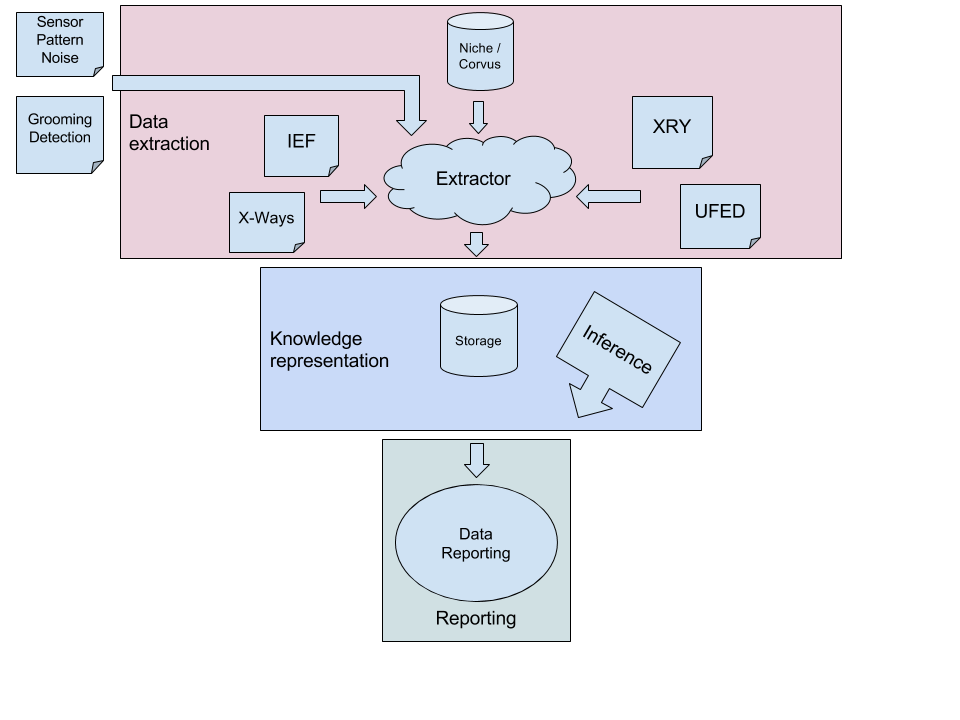 Sensor
Pattern
Noise
Grooming
Detection
Niche /
Corvus
Data
extraction
IEF
XRY
Extractor
X-Ways
UFED
Knowledge
representation
Storage
Inference
Data
Reporting
Reporting